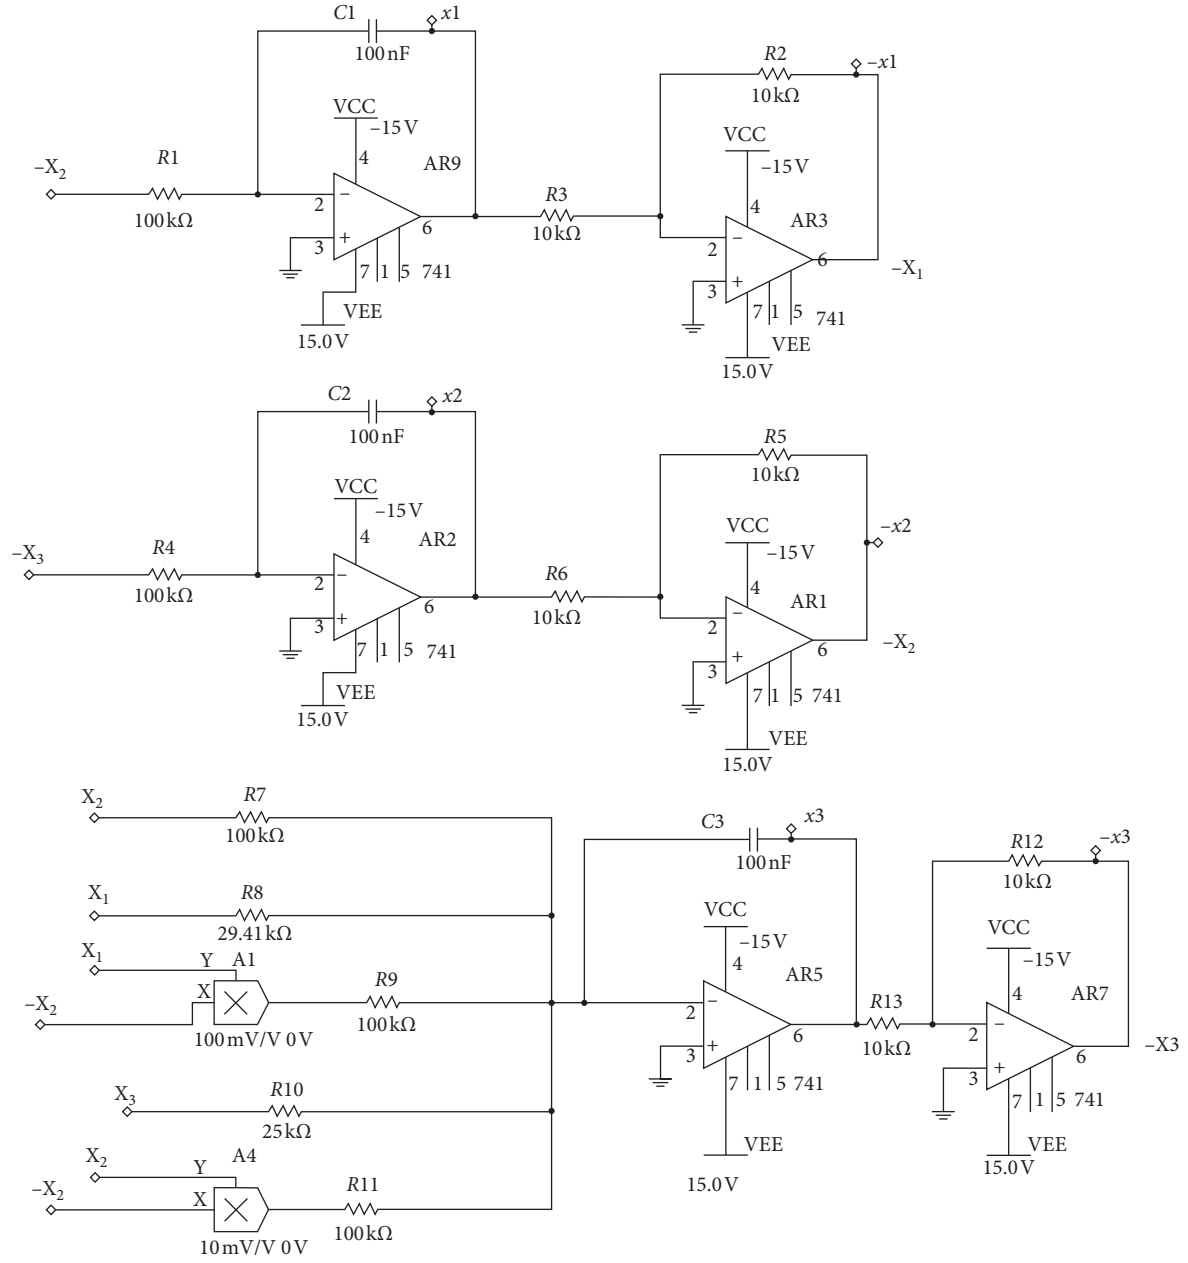 C1
x1
100 nF
R2
–x1
10 kΩ
VCC
–15 V
4
AR9
VCC
–15 V
4
AR3
–X2
R1
100 kΩ
2
−
+
3
6
R3
10 kΩ
2
−
+
3
6
–X1
7
1
5
741
VEE
15.0 V
7
1
5
741
VEE
15.0 V
C2
x2
100 nF
R5
10 kΩ
VCC
–15 V
4
AR2
VCC
–15 V
4
AR1
–x2
–X3
R4
100 kΩ
2
−
+
3
6
R6
10 kΩ
2
−
+
3
6
–X2
7
1
5
741
VEE
15.0 V
7
1
5
741
VEE
15.0 V
X2
R7
100 kΩ
X1
R8
29.41 kΩ
X1
Y
A1
–X2
X
100 mV/V 0 V
R9
100 kΩ
X3
R10
25 kΩ
X2
Y
A4
–X2
X
10 mV/V 0 V
R11
100 kΩ
C3
x3
100 nF
VCC
–15 V
4
AR5
2
−
+
3
6
7
1
5
741
VEE
15.0 V
R12
–x3
10 kΩ
VCC
–15 V
4
AR7
R13
10 kΩ
2
−
+
3
6
–X3
7
1
5
741
VEE
15.0 V